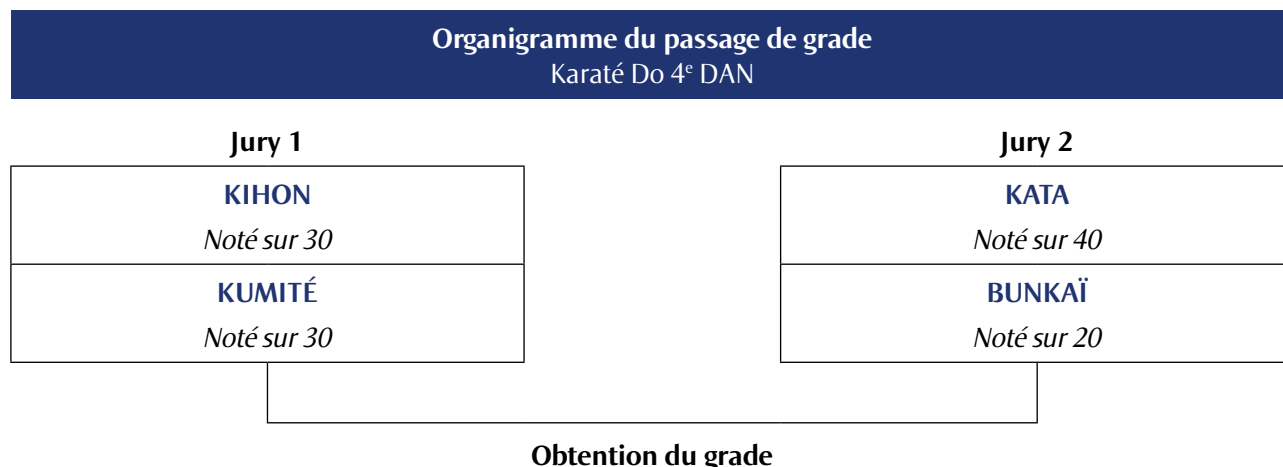 Organigramme du passage de grade
Karaté Do 4e DAN
Jury 1
KIHON
Noté sur 30
KUMITÉ
Noté sur 30
Jury 2
KATA
Noté sur 40
BUNKAÏ
Noté sur 20
Obtention du grade